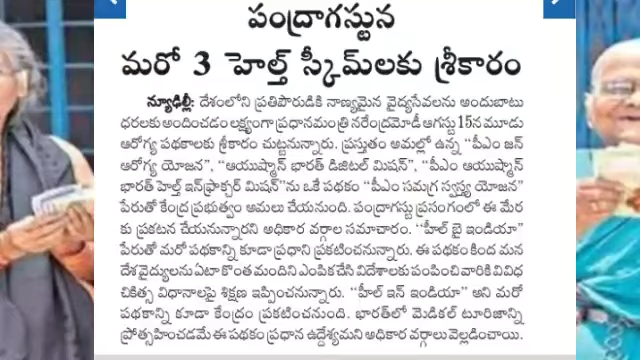 పంద్రాగస్టున
మరో 3 హెల్త్ స్కీమ్‌లకు శ్రీకారం
న్యూఢిల్లీ: దేశంలోని ప్రతిపౌరుడికి నాణ్యమైన వైద్యసేవలను అందుబాటు
ధరలకు అందించడం లక్ష్యంగా ప్రధానమంత్రి నరేంద్రమోడీ ఆగస్టు 15న మూడు
ఆరోగ్య పథకాలకు శ్రీకారం చుట్టనున్నారు. ప్రస్తుతం అమల్లో ఉన్న "పీఎం జన్
ఆరోగ్య యోజన", "ఆయుష్మాన్ భారత్ డిజిటల్ మిషన్", "పీఎం ఆయుష్మాన్
భారత్ హెల్త్ ఇన్‌ఫ్రాక్చర్ మిషన్"ను ఒకే పథకం "పీఎం సమగ్ర స్వస్త్య యోజన"
పేరుతో కేంద్ర ప్రభుత్వం అమలు చేయనుంది. పంద్రాగస్టు ప్రసంగంలో ఈ మేర
కు ప్రకటన చేయనున్నారని అధికార వర్గాల సమాచారం. "హీల్ బై ఇండియా"
పేరుతో మరో పథకాన్ని కూడా ప్రధాని ప్రకటించనున్నారు. ఈ పథకం కింద మన
దేశవైద్యులను ఏటా కొంత మందిని ఎంపికచేసి విదేశాలకు పంపించి వారికి వివిధ
చికిత్స విధానాలపై శిక్షణ ఇప్పించనున్నారు. "హీల్ ఇన్ ఇండియా" అని మరో
పథకాన్ని కూడా కేంద్రం ప్రకటించనుంది. భారత్‌లో మెడికల్ టూరిజాన్ని
ప్రోత్సహించడమే ఈ పథకం ప్రధాన ఉద్దేశ్యమని అధికార వర్గాలు వెల్లడించాయి.